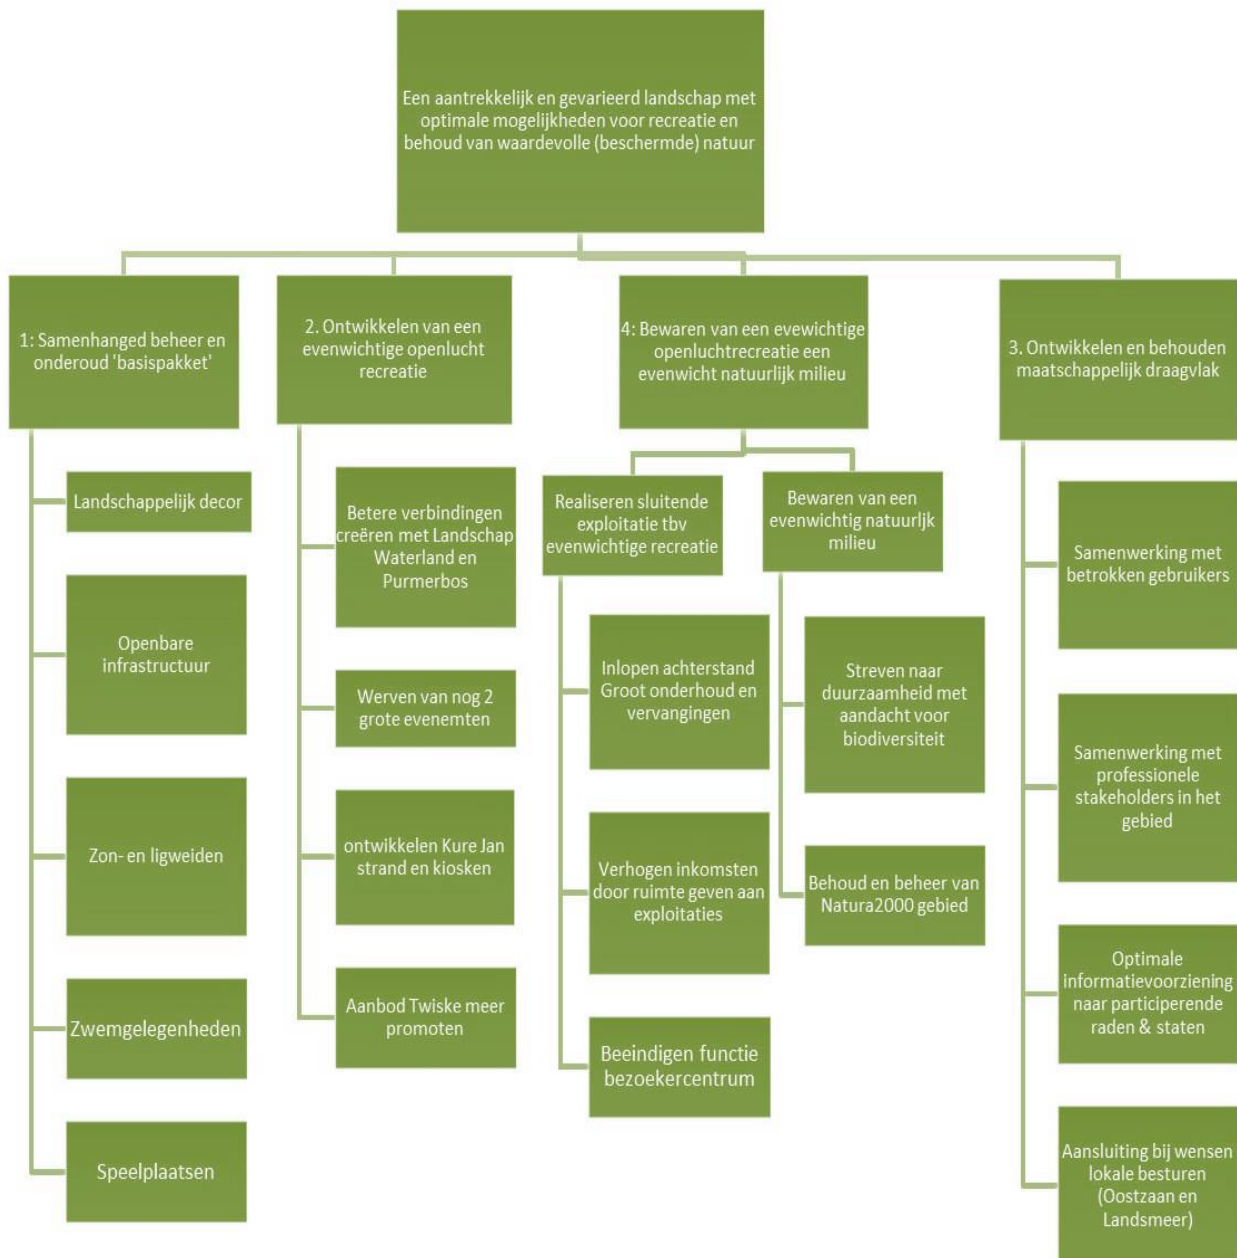 Een aantrekkelijk en gevarieerd landschap met
optimale mogelijkheden voor recreatie en
behoud van waardevolle (beschermde) natuur
1: Samenhanged beheer en
onderoud 'basispakket'
Landschappelijk decor
Openbare
infrastructuur
Zon- en ligweiden
Zwemgelegenheden
Speelplaatsen
2. Ontwikkelen van een
evenwichtige openlucht
recreatie
Betere verbindingen
creëren met Landschap
Waterland en
Purmerbos
Werven van nog 2
grote evenemten
ontwikkelen Kure Jan
strand en kiosken
Aanbod Twiske meer
promoten
4: Bewaren van een evewichtige
openluchtrecreatie een
evenwicht natuurlijk milieu
Realiseren sluitende
exploitatie tbv
evenwichtige recreatie
Inlopen achterstand
Groot onderhoud en
vervangingen
Verhogen inkomsten
door ruimte geven aan
exploitaties
Beeindigen functie
bezoekercentrum
Bewaren van een
evenwichtig natuurljk
milieu
Streven naar
duurzaamheid met
aandacht voor
biodiversiteit
Behoud en beheer van
Natura2000 gebied
3. Ontwikkelen en behouden
maatschappelijk draagvlak
Samenwerking met
betrokken gebruikers
Samenwerking met
professionele
stakeholders in het
gebied
Optimale
informatievoorziening
naar participerende
raden & staten
Aansluiting bij wensen
lokale besturen
(Oostzaan en
Landsmeer)